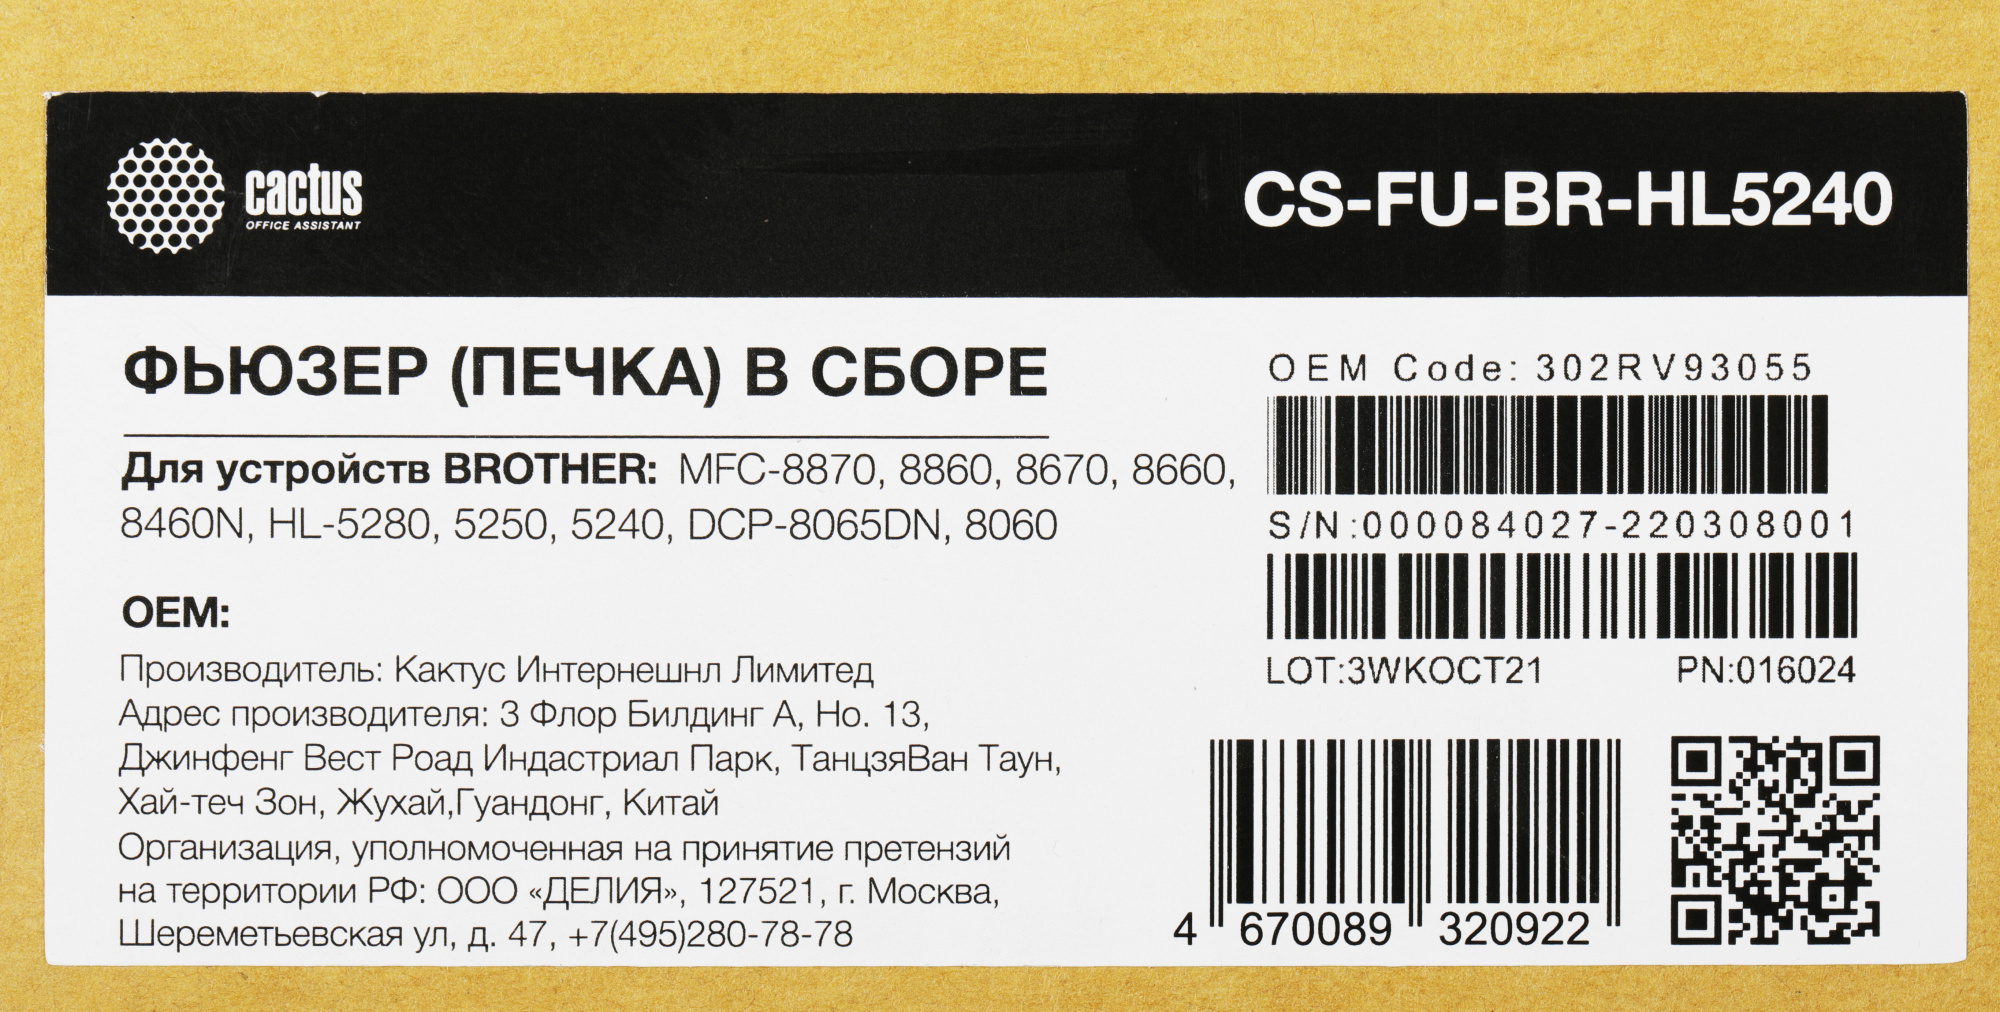 cactus
OFFICE ASSISTANT
CS-FU-BR-HL5240
ФЬЮЗЕР (ПЕЧКА) В СБОРЕ
Для устройств BROTHER: MFC-8870, 8860, 8670, 8660,
8460N, HL-5280, 5250, 5240, DCP-8065DN, 8060
OEM:
Производитель: Кактус Интернешнл Лимитед
Адрес производителя: 3 Флор Билдинг А, Но. 13,
Джинфенг Вест Роад Индастриал Парк, ТанцзяВан Таун,
Хай-теч Зон, Жухай,Гуандонг, Китай
Организация, уполномоченная на принятие претензий
на территории РФ: ООО «ДЕЛИЯ», 127521, г. Москва,
Шереметьевская ул, д. 47, +7(495)280-78-78
OEM Code: 302RV93055
S/N:000084027-220308001
LOT:3WKOCT21 PN:016024
4 670089 320922